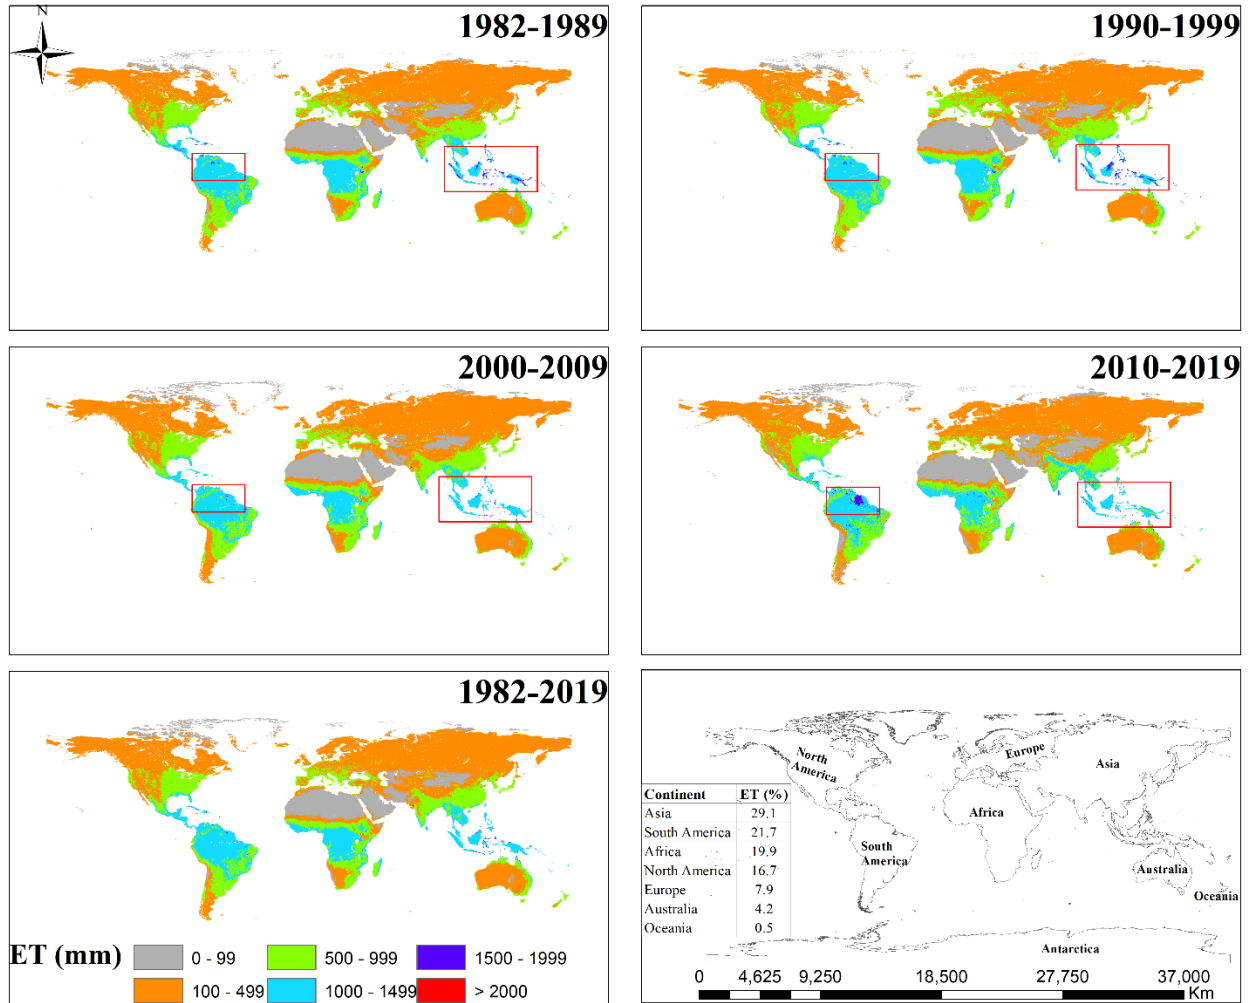 N
1982-1989
1990-1999
2000-2009
2010-2019
1982-2019
ET (mm)
0 - 99
500 - 999
1500 - 1999
100 - 499
1000 - 1499
> 2000
North
America
Europe
Asia
Africa
South
America
Australia
Oceania
Antarctica
Continent ET (%)
Asia 29.1
South America 21.7
Africa 19.9
North America 16.7
Europe 7.9
Australia 4.2
Oceania 0.5
0 4,625 9,250 18,500 27,750 37,000
Km